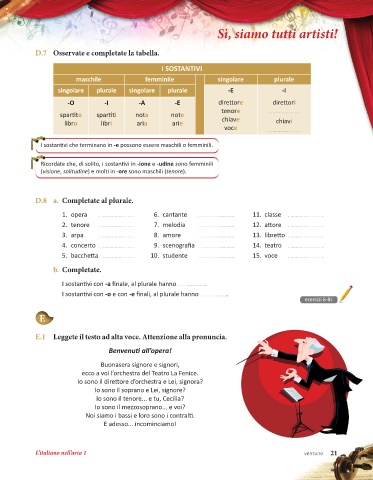 Sì, siamo tutti artisti!
D.7 Osservate e completate la tabella.
I SOSTANTIVI
maschile femminile singolare plurale
singolare plurale singolare plurale -E -I
-O -I -A -E direttore direttori
spartito spartiti nota note tenore ....................
libro libri aria arie chiave chiavi
voce ....................
I sostantivi che terminano in -e possono essere maschili o femminili.
Ricordate che, di solito, i sostantivi in -ione e -udine sono femminili
(visione, solitudine) e molti in -ore sono maschili (tenore).
D.8 a. Completate al plurale.
1. opera .................... 6. cantante .................... 11. classe ....................
2. tenore .................... 7. melodia .................... 12. attore ....................
3. arpa .................... 8. amore .................... 13. libretto ....................
4. concerto .................... 9. scenografia .................... 14. teatro ....................
5. bacchetta .................... 10. studente .................... 15. voce ....................
b. Completate.
I sostantivi con -a finale, al plurale hanno ..............
I sostantivi con -o e con -e finali, al plurale hanno ..............
esercizi 6-8c
E
E.1 Leggete il testo ad alta voce. Attenzione alla pronuncia.
Benvenuti all'opera!
Buonasera signore e signori,
ecco a voi l'orchestra del Teatro La Fenice.
Io sono il direttore d'orchestra e Lei, signora?
Io sono il soprano e Lei, signore?
Io sono il tenore... e tu, Cecilia?
Io sono il mezzosoprano... e voi?
Noi siamo i bassi e loro sono i contralti.
E adesso... incominciamo!
L'italiano nell'aria 1 ventuno 21